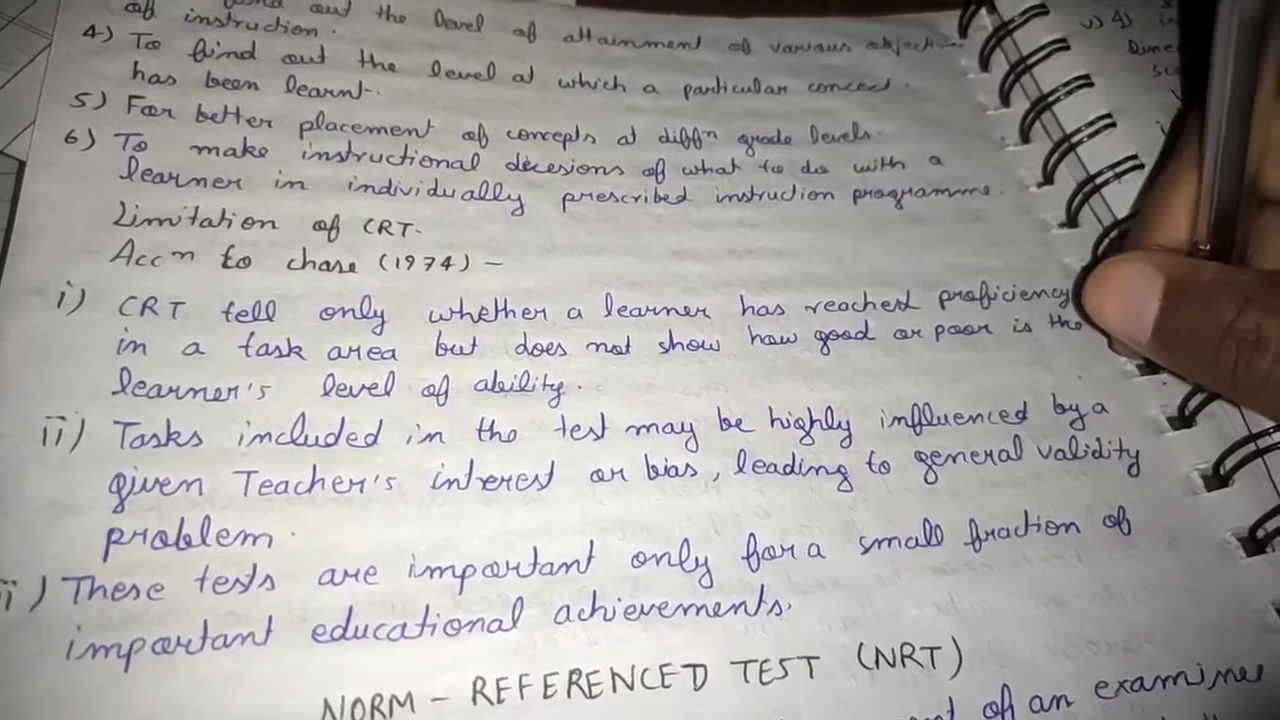 out the level of attainment of various
of instruction.
4) To find out the level at which a particular concept
has been learnt.
5) For better placement of concepts at diffn grade levels.
6) To make instructional decesions of what to do with a
learner in individually prescribed instruction programme.
Limitation of CRT.
Accn to chase (1974) -
i) CRT tell only whether a learner has reached proficiency
in a task area but does not show how good or poor is the
learner's level of ability.
ii) Tasks included in the test may be highly influenced by a
given Teacher's interest or bias, leading to general validity
problem.
ii) These tests are important only for a small fraction of
important educational achievements.
NORM - REFERENCED TEST (NRT)
of an examinee